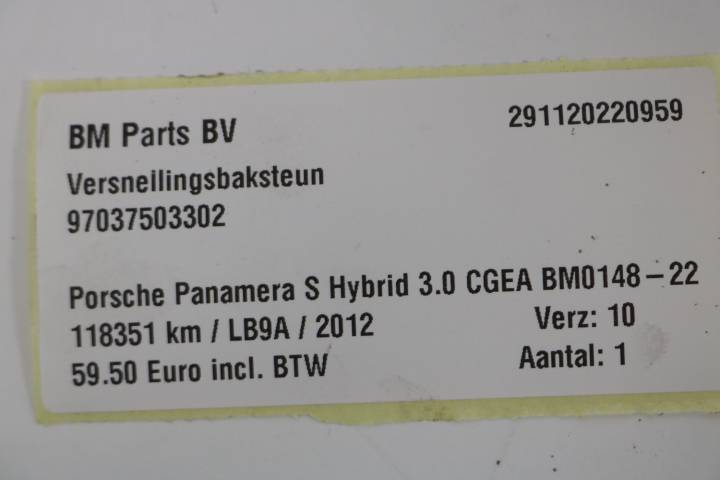 BM Parts BV 291120220959
Versnellingsbaksteun
97037503302
Porsche Panamera S Hybrid 3.0 CGEA BM0148-22
118351 km / LB9A / 2012 Verz: 10
59.50 Euro incl. BTW Aantal: 1